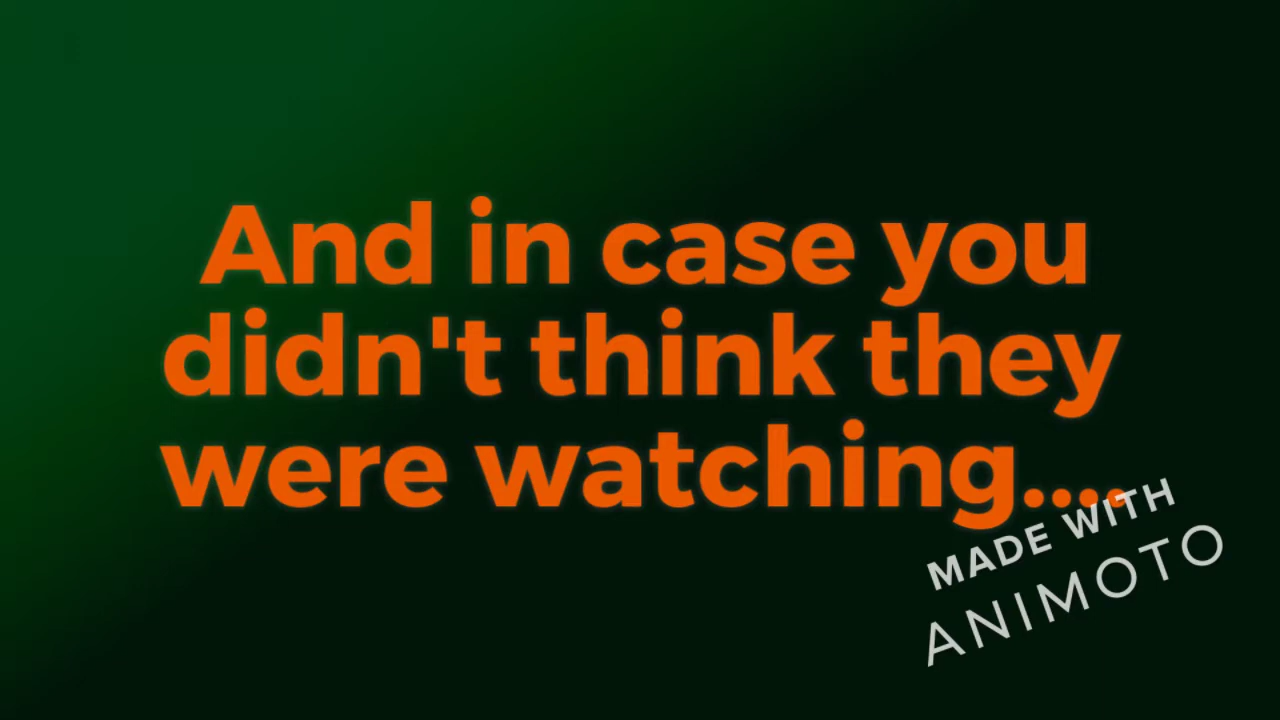 And in case you
didn't think they
were watching....
MADE WITH
ANIMOTO